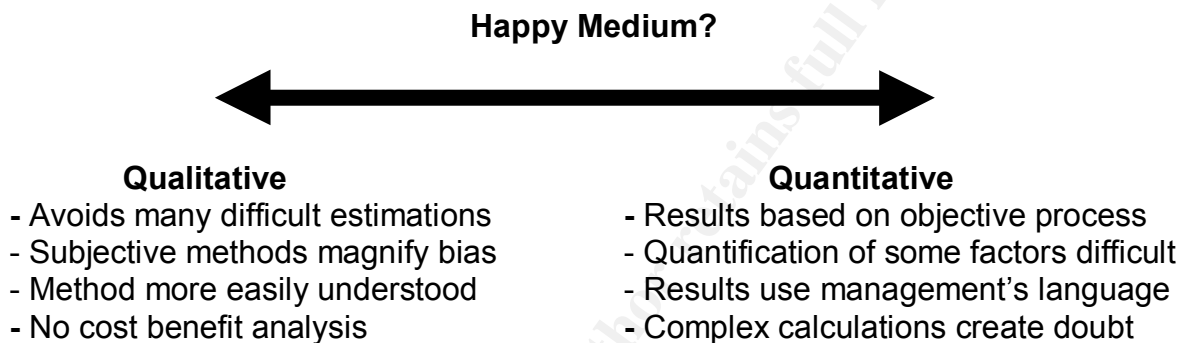 Happy Medium?
Qualitative
- Avoids many difficult estimations
- Subjective methods magnify bias
- Method more easily understood
- No cost benefit analysis
Quantitative
- Results based on objective process
- Quantification of some factors difficult
- Results use management’s language
- Complex calculations create doubt
retains full